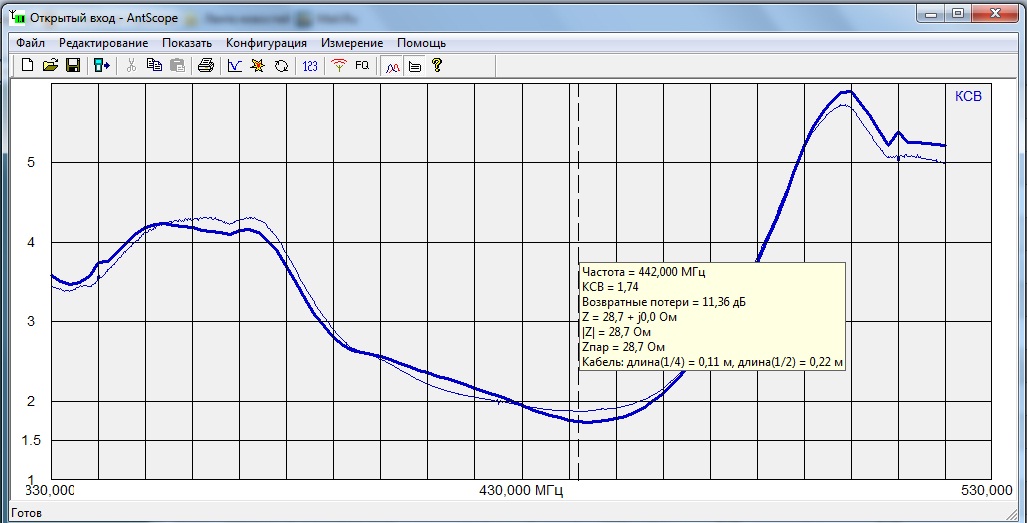 Открытый вход - AntScope
Файл Редактирование Показать Конфигурация Измерение Помощь
123 FQ ?
КСВ
5
4
3
2
1.5
1
Частота = 442,000 МГц
КСВ = 1,74
Возвратные потери = 11,36 дБ
Z = 28,7 + j0,0 Ом
|Z| = 28,7 Ом
Zпар = 28,7 Ом
Кабель: длина(1/4) = 0,11 м, длина(1/2) = 0,22 м
330,000 430,000 МГц 530,000
Готов